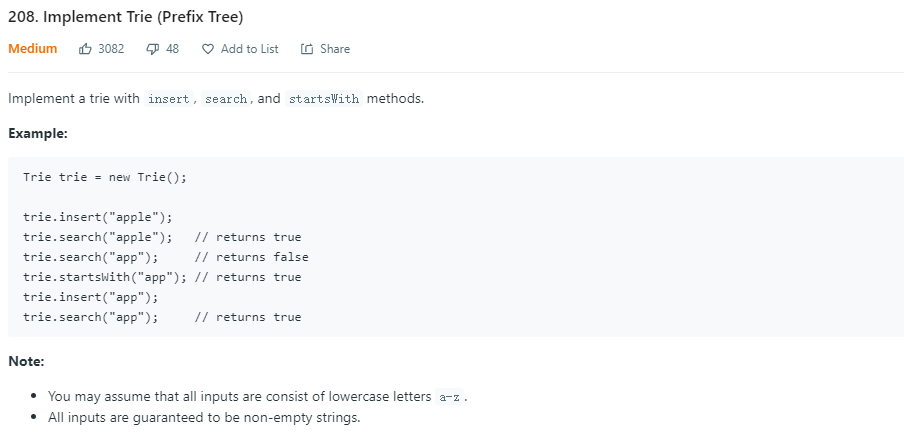 208. Implement Trie (Prefix Tree)
Medium 3082 48 Add to List Share
Implement a trie with insert, search, and startsWith methods.
Example:
Trie trie = new Trie();
trie.insert("apple");
trie.search("apple");   // returns true
trie.search("app");     // returns false
trie.startsWith("app"); // returns true
trie.insert("app");
trie.search("app");     // returns true
Note:
• You may assume that all inputs are consist of lowercase letters a-z.
• All inputs are guaranteed to be non-empty strings.